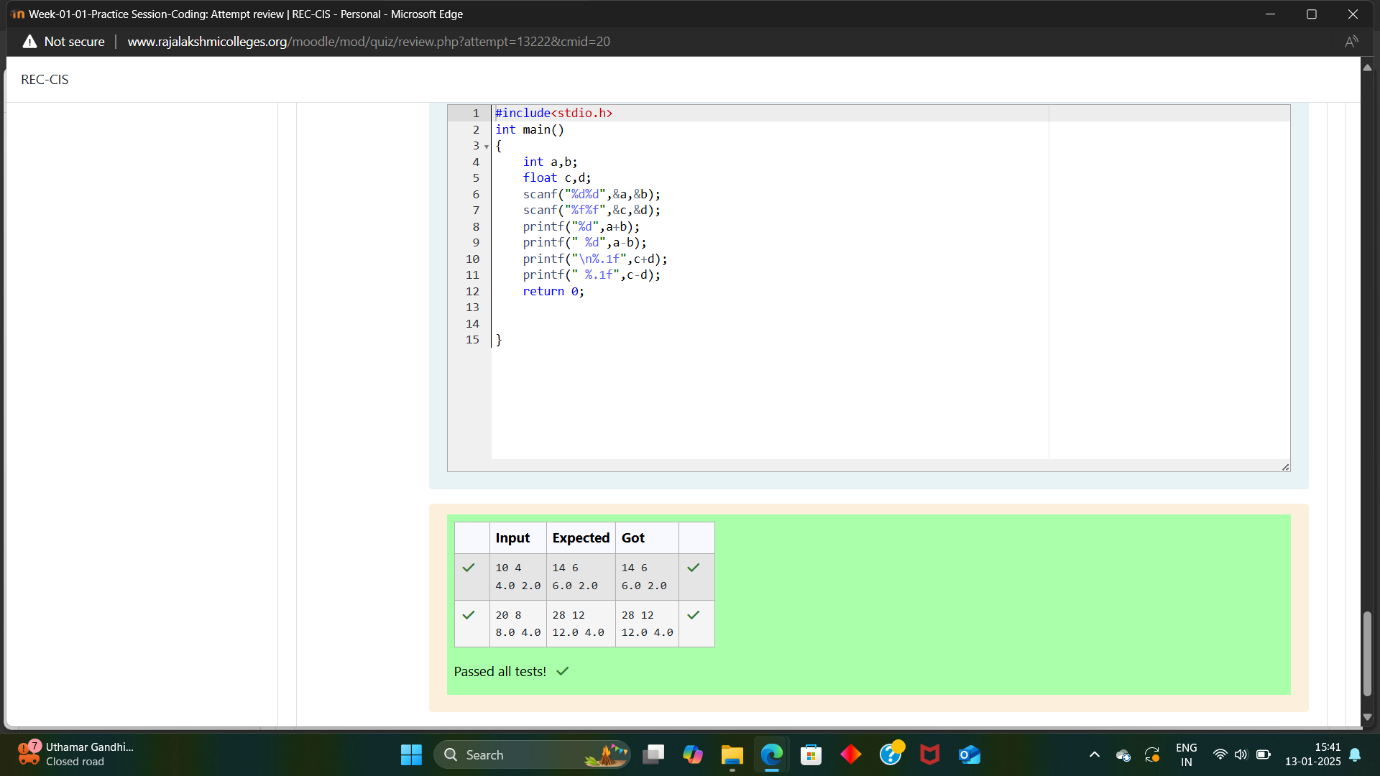 Week-01-01-Practice Session-Coding: Attempt review | REC-CIS - Personal - Microsoft Edge
Not secure | www.rajalakshmicolleges.org/moodle/mod/quiz/review.php?attempt=13222&cmid=20
REC-CIS
1 #include<stdio.h>
2 int main()
3 {
4 int a,b;
5 float c,d;
6 scanf("%d%d",&a,&b);
7 scanf("%f%f",&c,&d);
8 printf("%d",a+b);
9 printf(" %d",a-b);
10 printf("\n%.1f",c+d);
11 printf(" %.1f",c-d);
12 return 0;
13
14
15 }
Input Expected Got
10 4 14 6 14 6
4.0 2.0 6.0 2.0 6.0 2.0
20 8 28 12 28 12
8.0 4.0 12.0 4.0 12.0 4.0
Passed all tests!
7 Uthamar Gandhi...
Closed road
Search
ENG
IN
15:41
13-01-2025